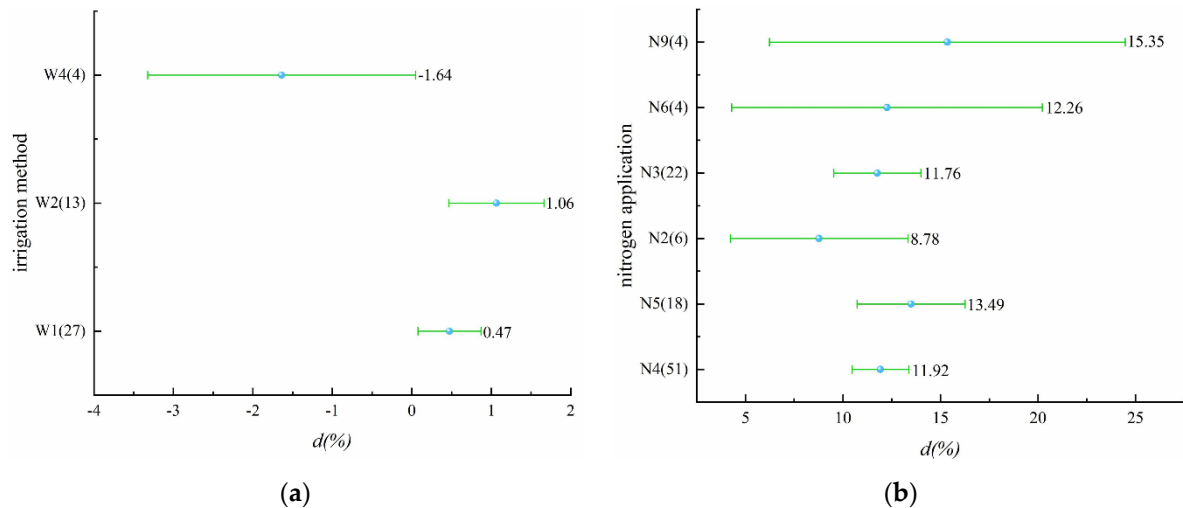 irrigation method
W4(4)
-1.64
W2(13)
1.06
W1(27)
0.47
-4 -3 -2 -1 0 1 2
d(%)
(a)
nitrogen application
N9(4)
15.35
N6(4)
12.26
N3(22)
11.76
N2(6)
8.78
N5(18)
13.49
N4(51)
11.92
5 10 15 20 25
d(%)
(b)